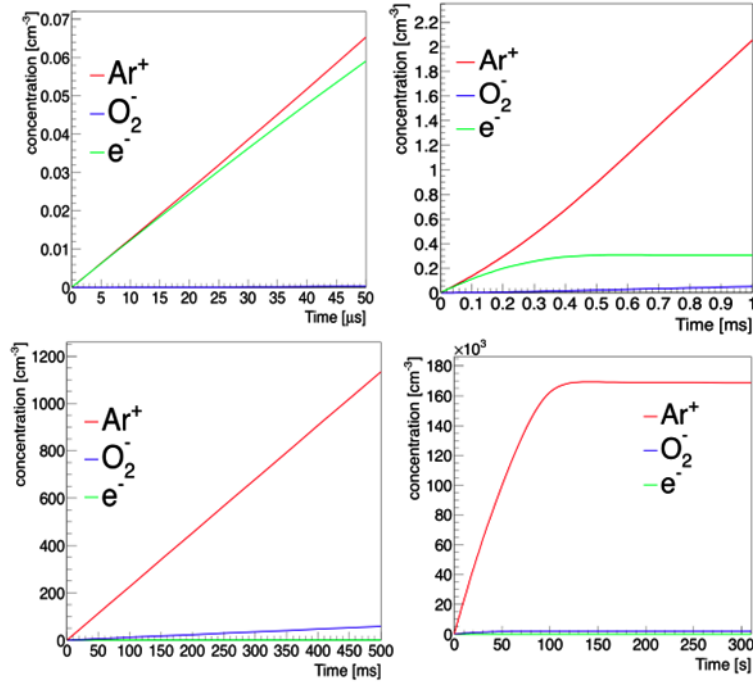 concentration [cm-3]
0.07
0.06
0.05
0.04
0.03
0.02
0.01
0
Ar+
O2-
e-
0 5 10 15 20 25 30 35 40 45 50
Time [μs]
concentration [cm-3]
2.2
2
1.8
1.6
1.4
1.2
1
0.8
0.6
0.4
0.2
0
Ar+
O2-
e-
0 0.1 0.2 0.3 0.4 0.5 0.6 0.7 0.8 0.9 1
Time [ms]
concentration [cm-3]
1200
1000
800
600
400
200
0
Ar+
O2-
e-
0 50 100 150 200 250 300 350 400 450 500
Time [ms]
×103
concentration [cm-3]
180
160
140
120
100
80
60
40
20
0
Ar+
O2-
e-
0 50 100 150 200 250 300
Time [s]